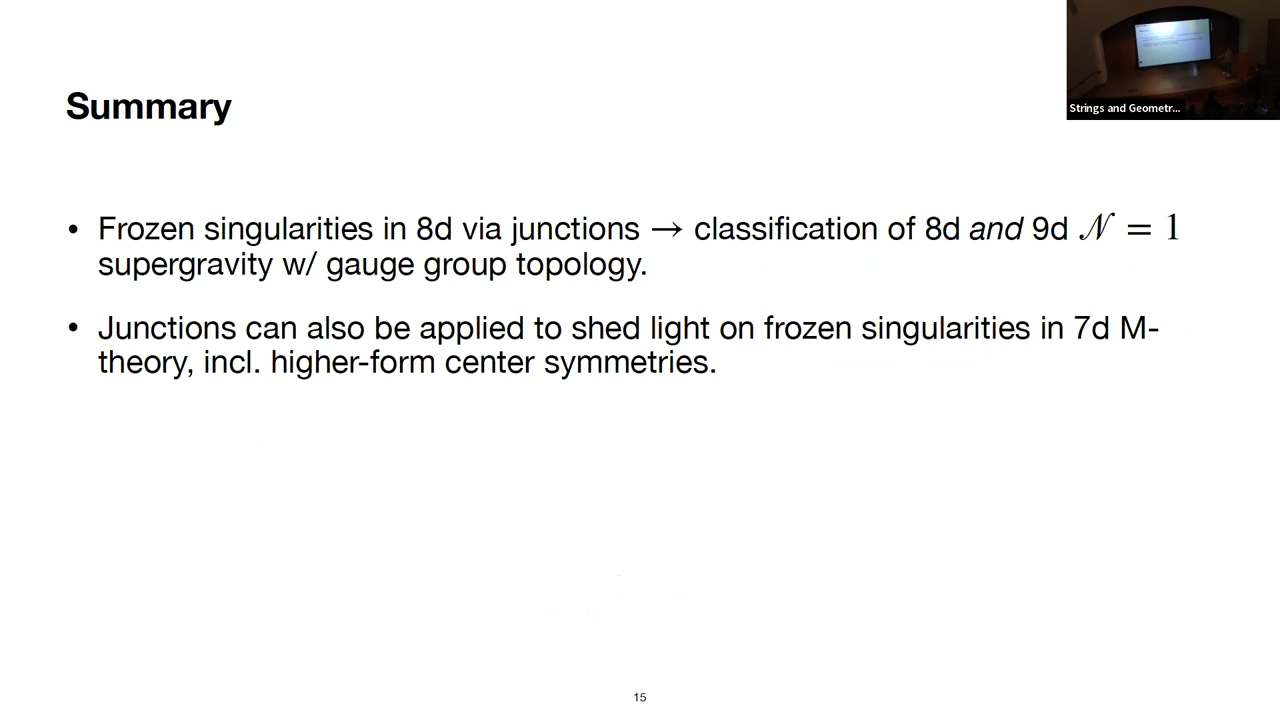 Strings and Geometr...
Summary
• Frozen singularities in 8d via junctions → classification of 8d and 9d 𝒩 = 1
supergravity w/ gauge group topology.
• Junctions can also be applied to shed light on frozen singularities in 7d M-
theory, incl. higher-form center symmetries.
15